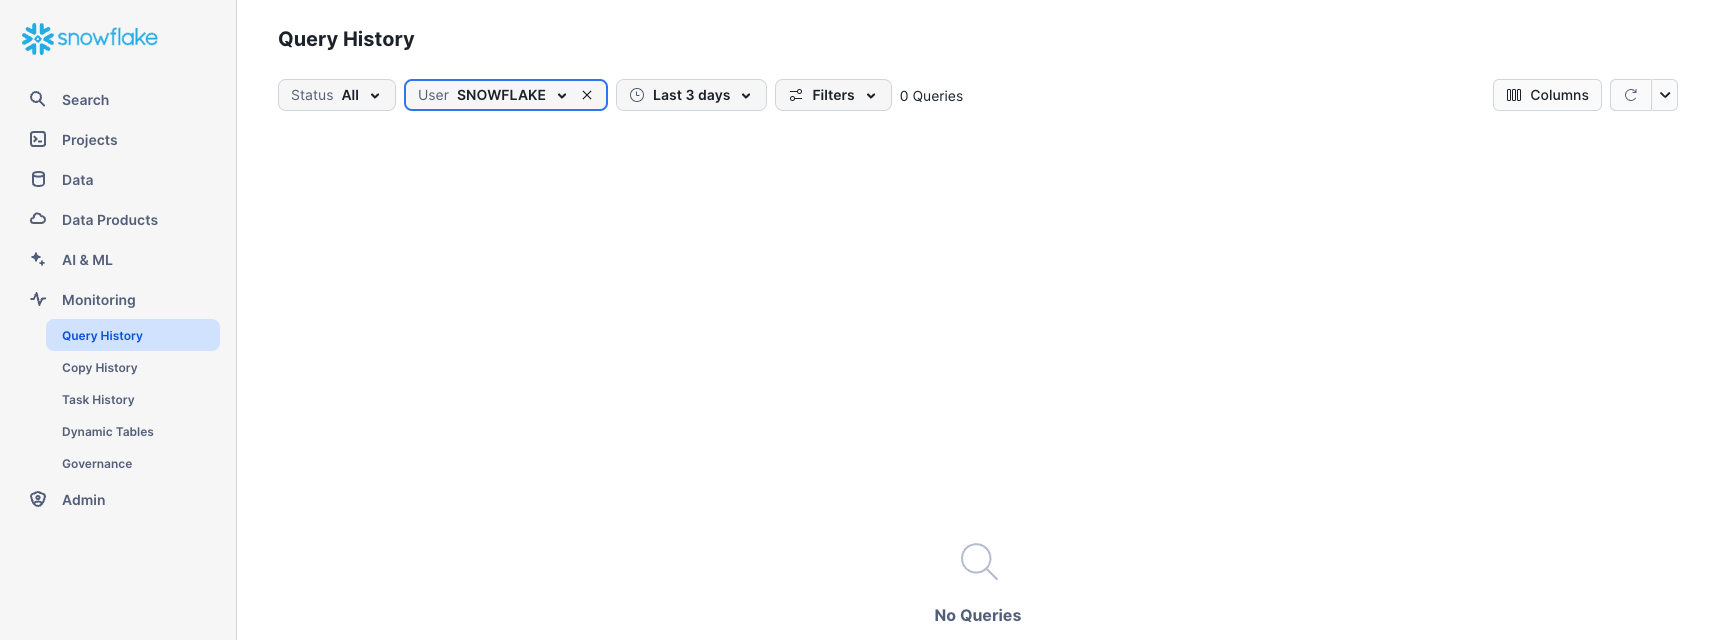 snowflake
Search
Projects
Data
Data Products
AI & ML
Monitoring
Query History
Copy History
Task History
Dynamic Tables
Governance
Admin
Query History
Status All
User SNOWFLAKE
Last 3 days
Filters
0 Queries
Columns
No Queries